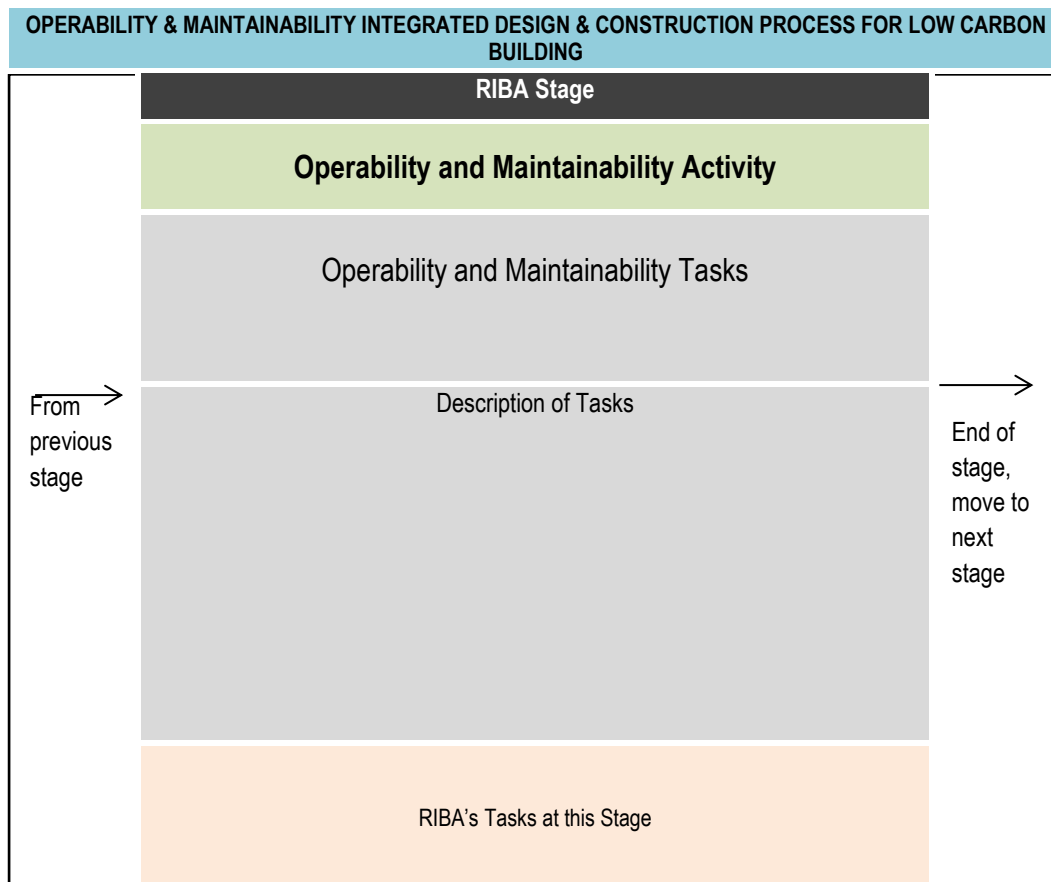 OPERABILITY & MAINTAINABILITY INTEGRATED DESIGN & CONSTRUCTION PROCESS FOR LOW CARBON
BUILDING
RIBA Stage
Operability and Maintainability Activity
Operability and Maintainability Tasks
From
previous
stage
Description of Tasks
End of
stage,
move to
next
stage
RIBA’s Tasks at this Stage